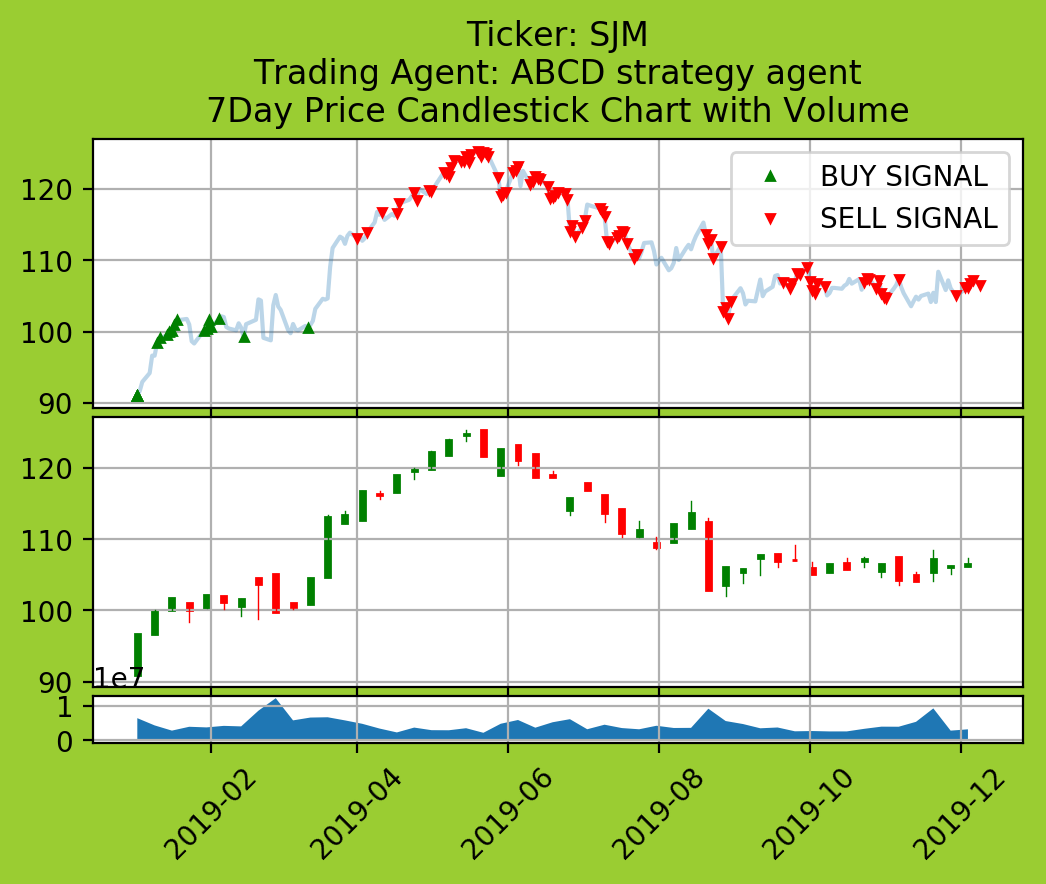 Ticker: SJM
Trading Agent: ABCD strategy agent
7Day Price Candlestick Chart with Volume
BUY SIGNAL
SELL SIGNAL
120
110
100
90
120
110
100
90
1e7
1
0
2019-02
2019-04
2019-06
2019-08
2019-10
2019-12